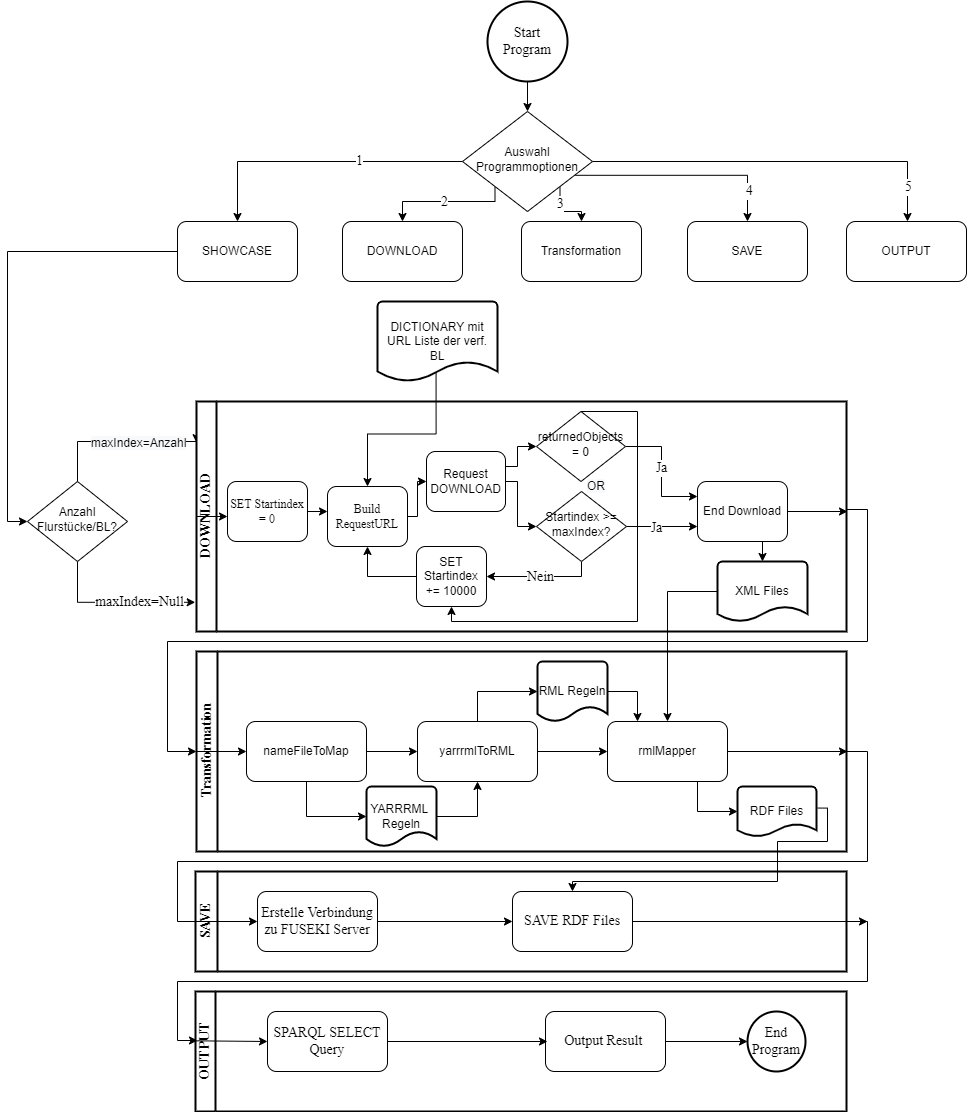 Start
Program
Auswahl
Programmoptionen
1
2
3
4
5
SHOWCASE
DOWNLOAD
Transformation
SAVE
OUTPUT
DICTIONARY mit
URL Liste der verf.
BL
maxIndex=Anzahl
Anzahl
Flurstücke/BL?
maxIndex=Null
DOWNLOAD
SET Startindex
= 0
Build
RequestURL
Request
DOWNLOAD
returnedObjects
= 0
Ja
OR
Startindex >=
maxIndex?
Ja
End Download
Nein
SET
Startindex
+= 10000
XML Files
Transformation
nameFileToMap
YARRRML
Regeln
yarrrmlToRML
RML Regeln
rmlMapper
RDF Files
SAVE
Erstelle Verbindung
zu FUSEKI Server
SAVE RDF Files
OUTPUT
SPARQL SELECT
Query
Output Result
End
Program